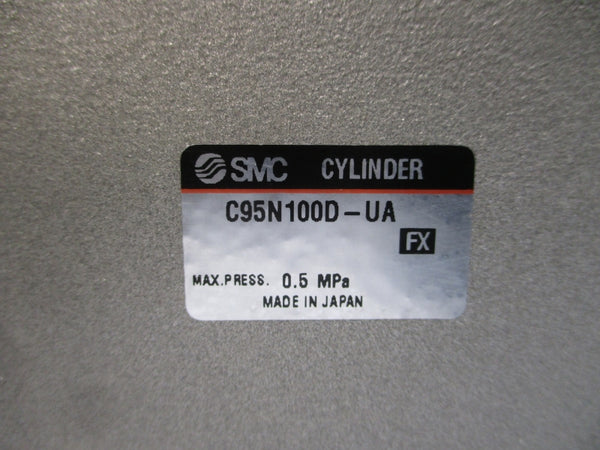 SMC CYLINDER
C95N100D-UA
FX
MAX.PRESS. 0.5 MPa
MADE IN JAPAN